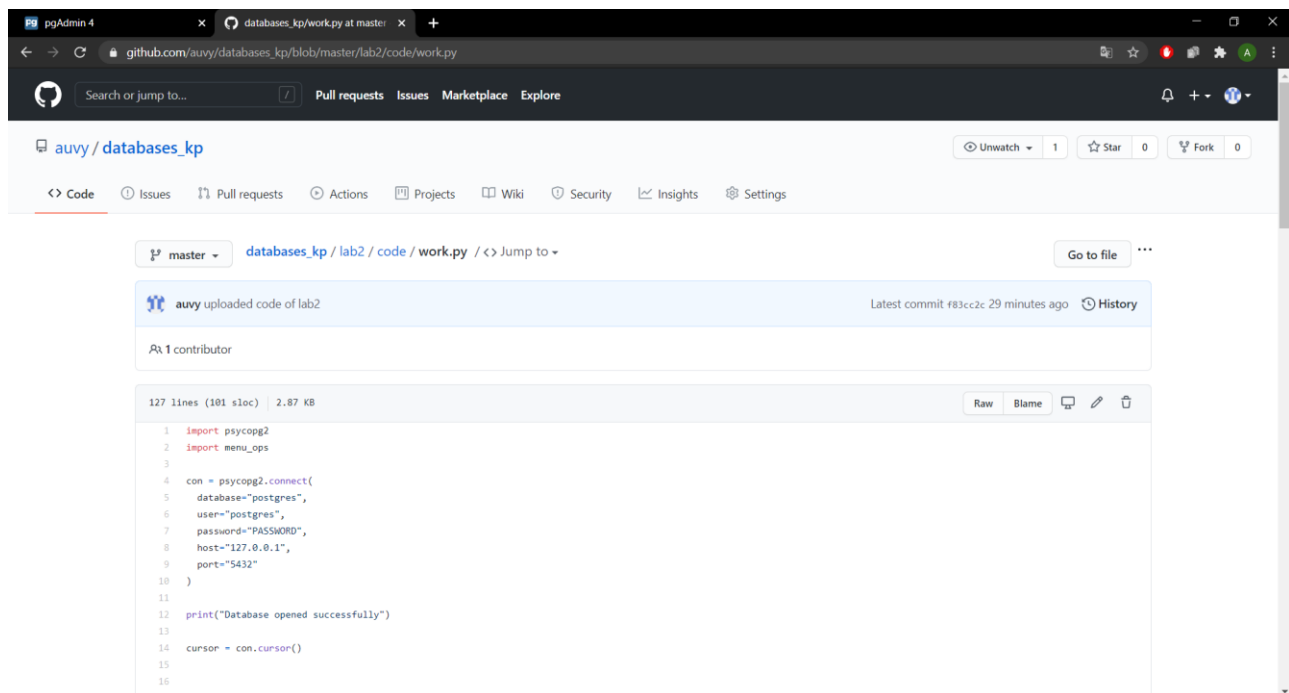 pgAdmin 4
databases_kp/work.py at master
github.com/auvy/databases_kp/blob/master/lab2/code/work.py
A
Search or jump to... /
Pull requests Issues Marketplace Explore
auvy / databases_kp
Unwatch 1 Star 0 Fork 0
Code Issues Pull requests Actions Projects Wiki Security Insights Settings
master databases_kp / lab2 / code / work.py / <> Jump to
Go to file ...
auvy uploaded code of lab2 Latest commit f83cc2c 29 minutes ago History
1 contributor
127 lines (101 sloc) 2.87 KB Raw Blame
1 import psycopg2
2 import menu_ops
3
4 con = psycopg2.connect(
5 database="postgres",
6 user="postgres",
7 password="PASSWORD",
8 host="127.0.0.1",
9 port="5432"
10 )
11
12 print("Database opened successfully")
13
14 cursor = con.cursor()
15
16